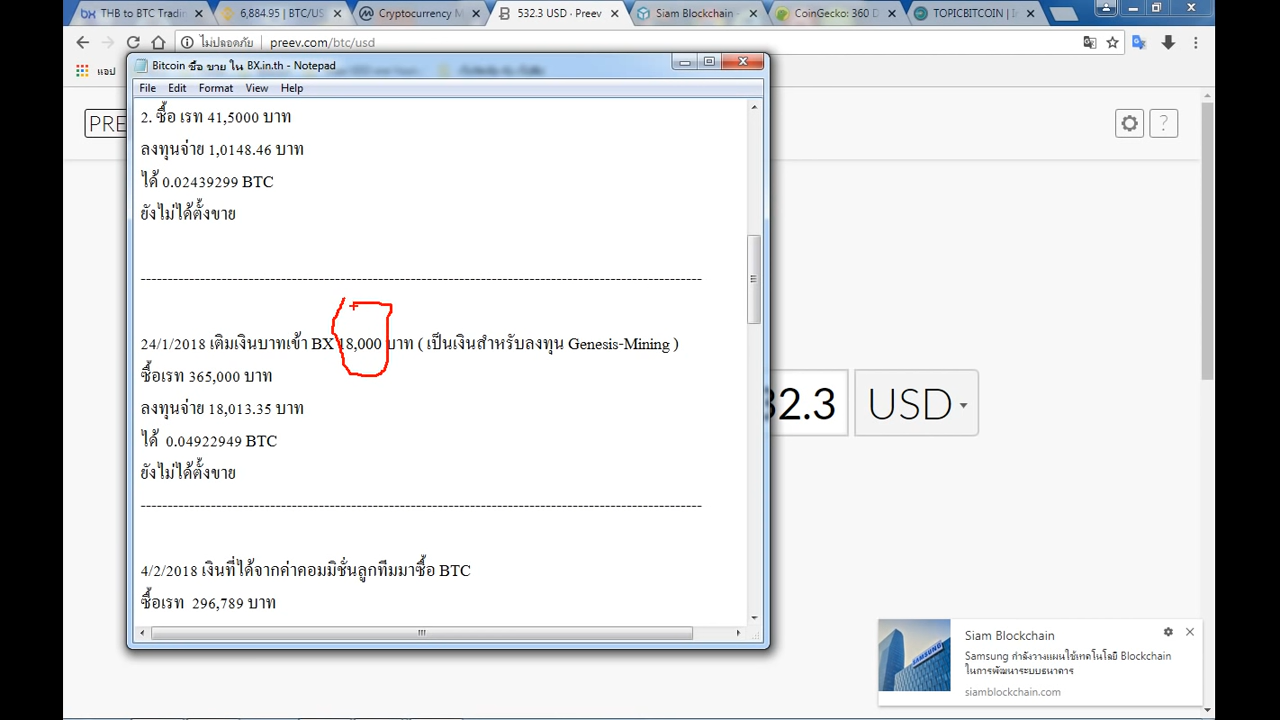 THB to BTC Tradin
6,884.95 | BTC/US
Cryptocurrency M
532.3 USD - Preev
Siam Blockchain -
CoinGecko: 360 D
TOPICBITCOIN |
ไม่ปลอดภัย preev.com/btc/usd
แอป
Bitcoin ซื้อ ขาย ใน BX.in.th - Notepad
File Edit Format View Help
PRE
?
2. ซื้อ เรท 41,5000 บาท
ลงทุนจ่าย 1,0148.46 บาท
ได้ 0.02439299 BTC
ยังไม่ได้ตั้งขาย
24/1/2018 เติมเงินบาทเข้า BX 18,000 บาท ( เป็นเงินสำหรับลงทุน Genesis-Mining )
ซื้อเรท 365,000 บาท
ลงทุนจ่าย 18,013.35 บาท
32.3 USD
ได้ 0.04922949 BTC
ยังไม่ได้ตั้งขาย
4/2/2018 เงินที่ได้จากค่าคอมมิชั่นลูกทีมมาซื้อ BTC
ซื้อเรท 296,789 บาท
SAMSUNG
Siam Blockchain
Samsung กำลังวางแผนใช้เทคโนโลยี Blockchain
ในการพัฒนาระบบธนาคาร
siamblockchain.com